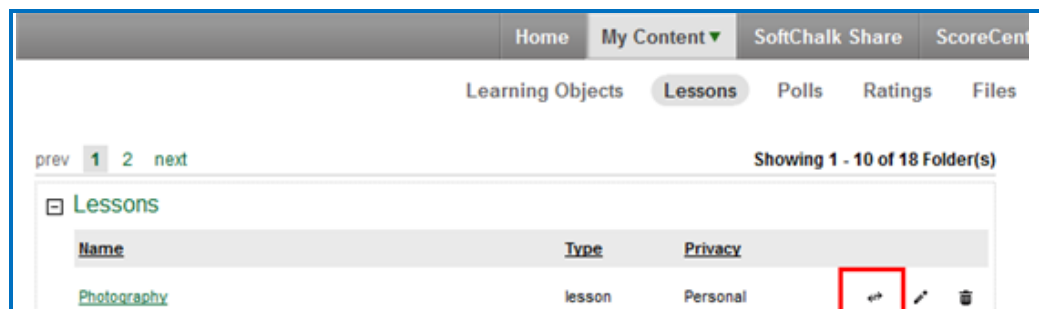 Home My Content▼ SoftChalk Share ScoreCent
Learning Objects Lessons Polls Ratings Files
prev 1 2 next Showing 1 - 10 of 18 Folder(s)
Lessons
Name Type Privacy
Photography lesson Personal